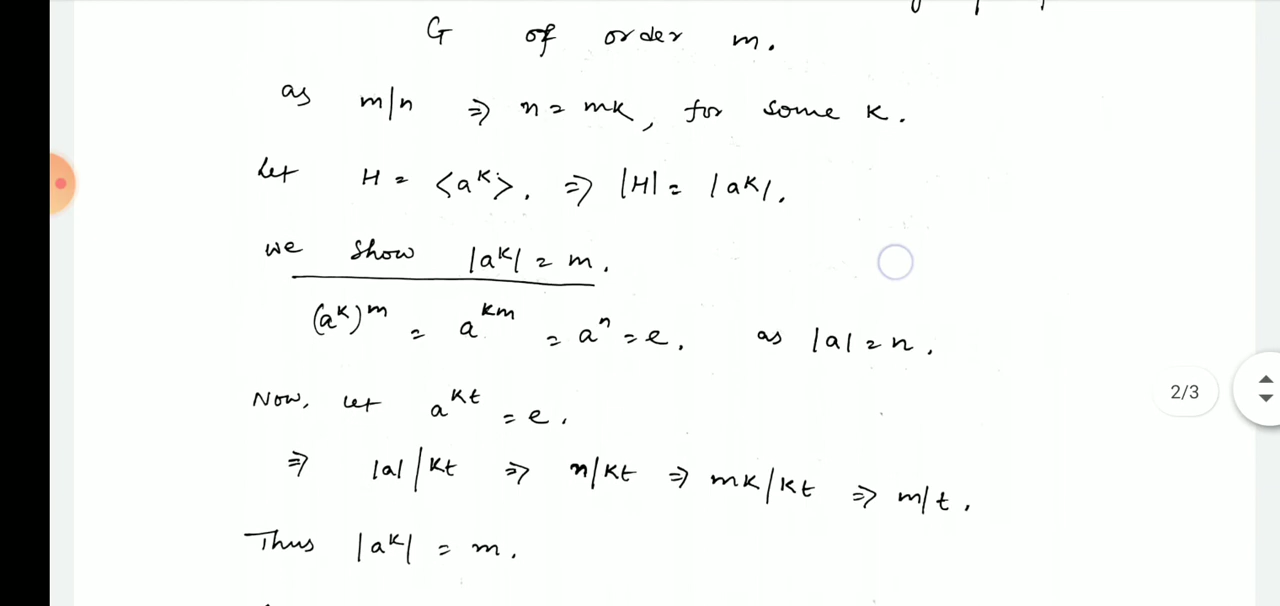 G of order m.
as m/n ⇒ n = mk, for some k.
Let H = <a^k>. ⇒ |H| = |a^k|.
we show |a^k| = m.
(a^k)^m = a^km = a^n = e. as |a| = n.
Now, let a^kt = e.
⇒ |a| / kt ⇒ n/kt ⇒ mk/kt ⇒ m/t.
Thus |a^k| = m.
2/3